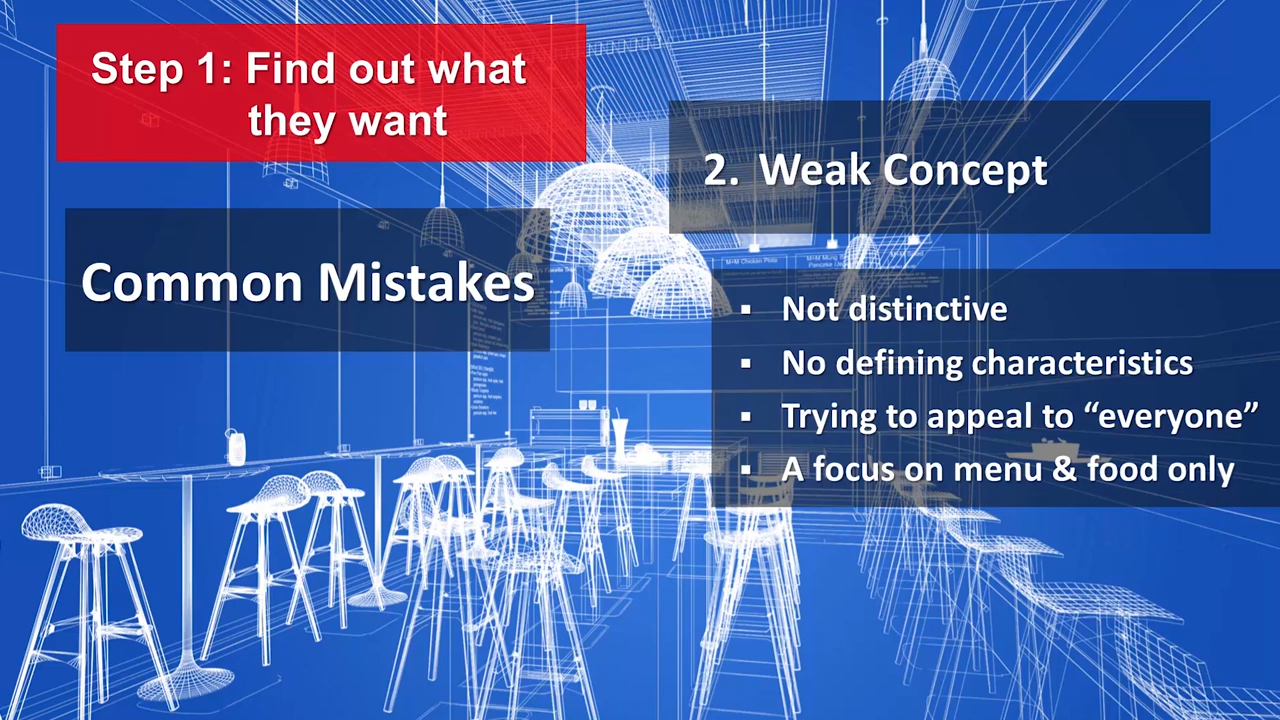 Step 1: Find out what
they want
Common Mistakes
2. Weak Concept
▪ Not distinctive
▪ No defining characteristics
▪ Trying to appeal to “everyone”
▪ A focus on menu & food only